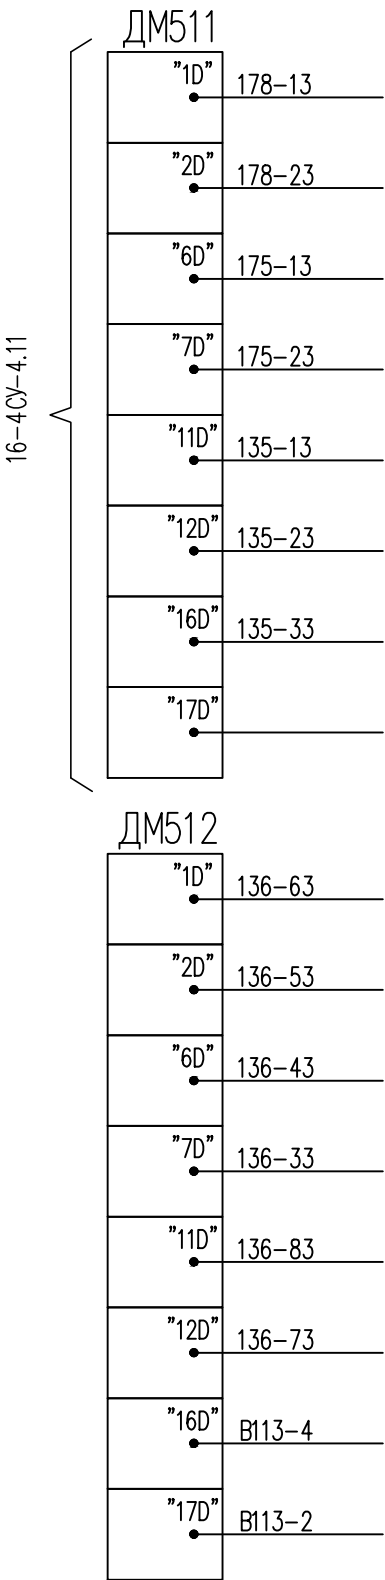 ДМ511
"1D" 178-13
"2D" 178-23
"6D" 175-13
"7D" 175-23
16-4СУ-4.11
"11D" 135-13
"12D" 135-23
"16D" 135-33
"17D"
ДМ512
"1D" 136-63
"2D" 136-53
"6D" 136-43
"7D" 136-33
"11D" 136-83
"12D" 136-73
"16D" В113-4
"17D" В113-2